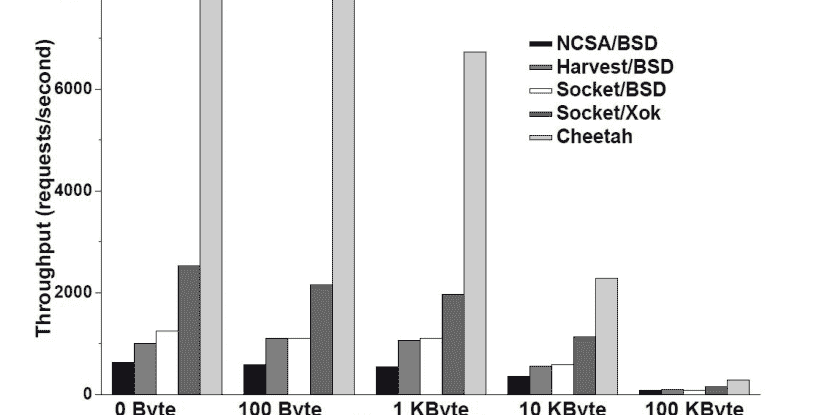 Throughput (requests/second)
6000
4000
2000
0
NCSA/BSD
Harvest/BSD
Socket/BSD
Socket/Xok
Cheetah
0 Byte
100 Byte
1 KByte
10 KByte
100 KByte